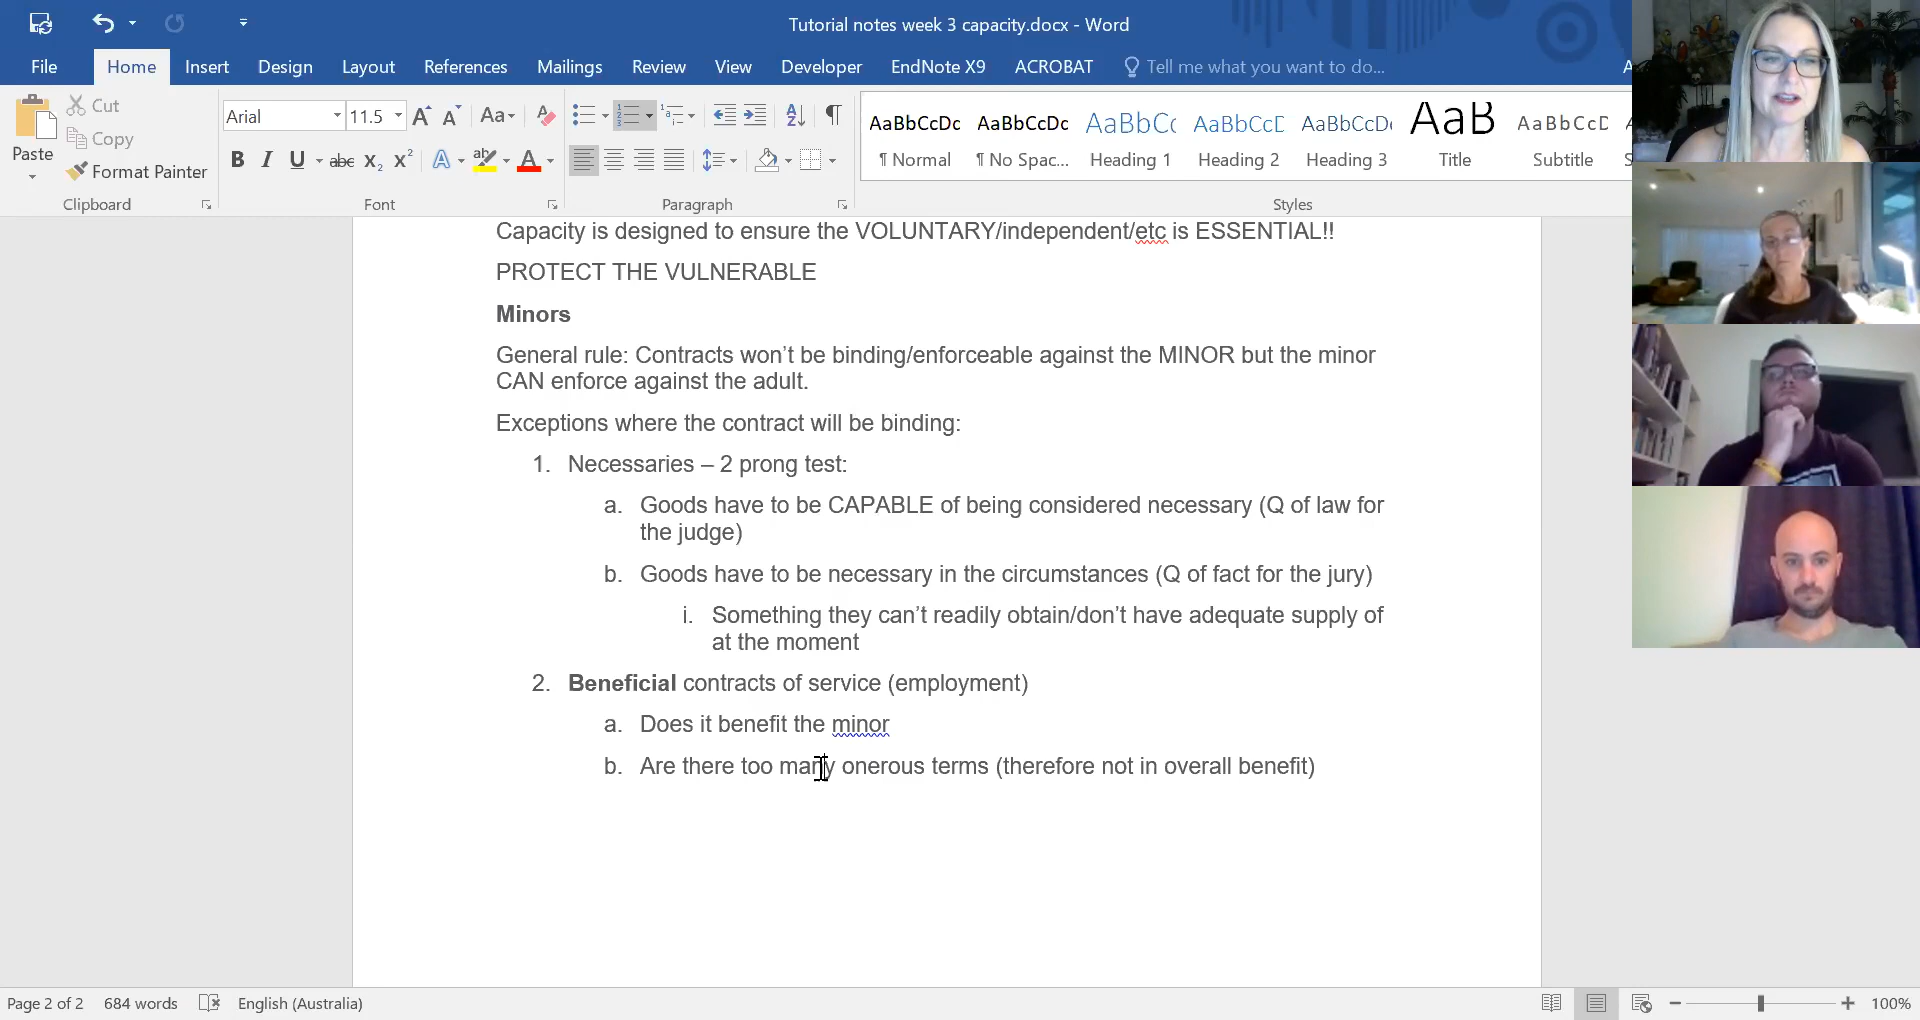 Tutorial notes week 3 capacity.docx - Word
File Home Insert Design Layout References Mailings Review View Developer EndNote X9 ACROBAT Tell me what you want to do...
Paste
Cut
Copy
Format Painter
Clipboard
Arial 11.5 Aa
B I U abc X₂ X² A ab A
Font
Paragraph
AaBbCcDc AaBbCcDc AaBbCc AaBbCcD AaBbCcDc AaB AaBbCcD
¶ Normal ¶ No Spac... Heading 1 Heading 2 Heading 3 Title Subtitle
Styles
Capacity is designed to ensure the VOLUNTARY/independent/etc is ESSENTIAL!!
PROTECT THE VULNERABLE
Minors
General rule: Contracts won’t be binding/enforceable against the MINOR but the minor
CAN enforce against the adult.
Exceptions where the contract will be binding:
1. Necessaries – 2 prong test:
a. Goods have to be CAPABLE of being considered necessary (Q of law for
the judge)
b. Goods have to be necessary in the circumstances (Q of fact for the jury)
i. Something they can’t readily obtain/don’t have adequate supply of
at the moment
2. Beneficial contracts of service (employment)
a. Does it benefit the minor
b. Are there too many onerous terms (therefore not in overall benefit)
Page 2 of 2 684 words English (Australia) 100%